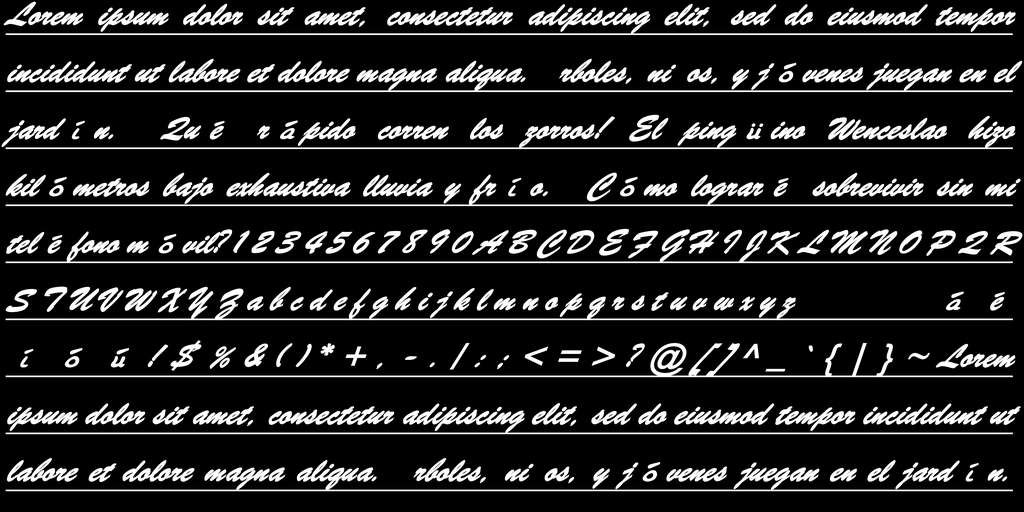 Lorem ipsum dolor sit amet, consectetur adipiscing elit, sed do eiusmod tempor
incididunt ut labore et dolore magna aliqua. rboles, ni os, y j ó venes juegan en el
jard í n. Qu é r á pido corren los zorros! El ping ü ino Wenceslao hizo
kil ó metros bajo exhaustiva lluvia y fr í o. C ó mo lograr é sobrevivir sin mi
tel é fono m ó vil? 1 2 3 4 5 6 7 8 9 0 A B C D E F G H I J K L M N O P Q R
S T U V W X Y Z a b c d e f g h i j k l m n o p q r s t u v w x y z á é
í ó ú ! $ % & ( ) * + , - . / : ; < = > ? @ [ ] ^ _ ` { | } ~ Lorem
ipsum dolor sit amet, consectetur adipiscing elit, sed do eiusmod tempor incididunt ut
labore et dolore magna aliqua. rboles, ni os, y j ó venes juegan en el jard í n.